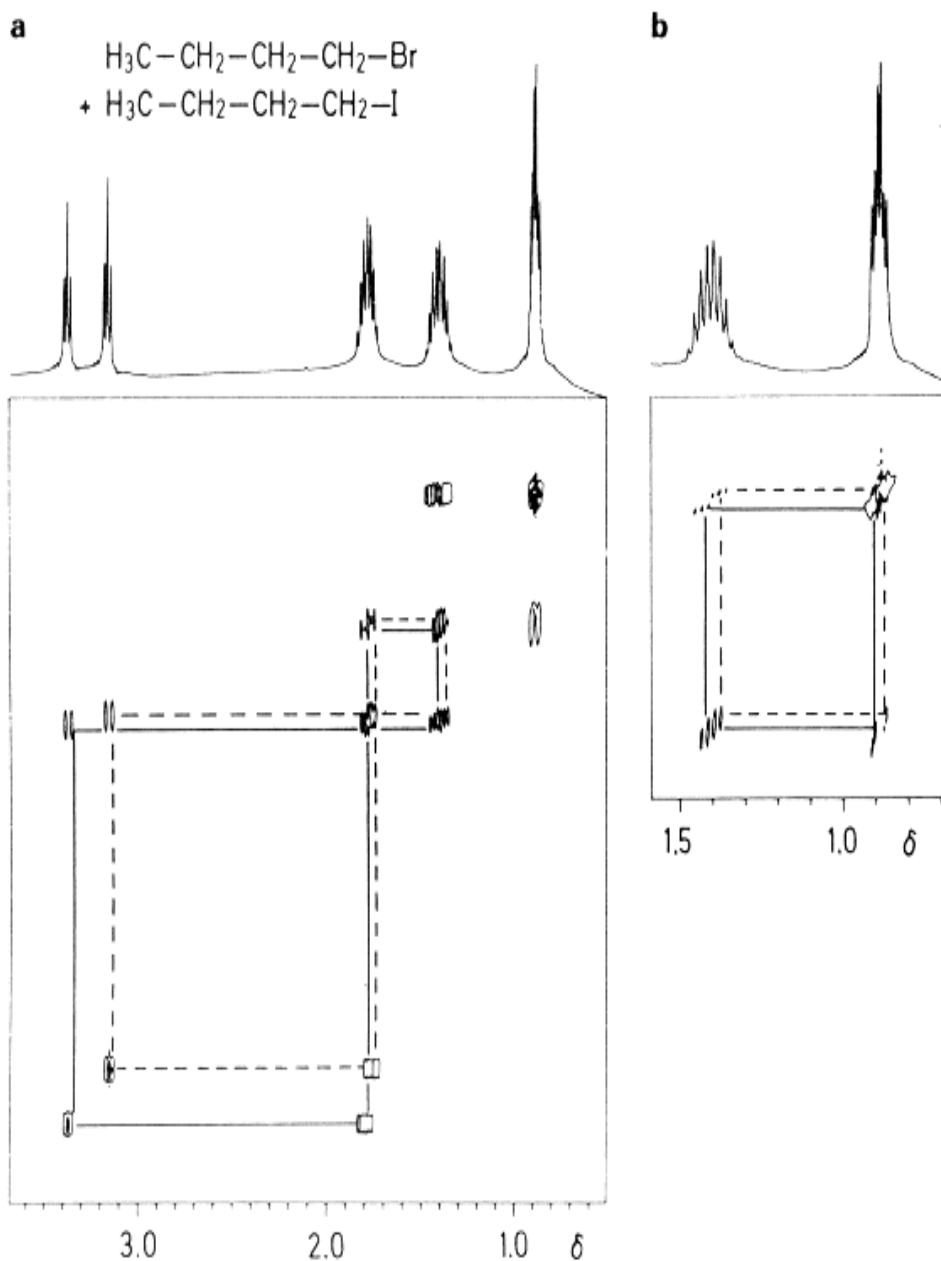 a
H₃C–CH₂–CH₂–CH₂–Br
+ H₃C–CH₂–CH₂–CH₂–I
3.0 2.0 1.0 δ
b
1.5 1.0 δ